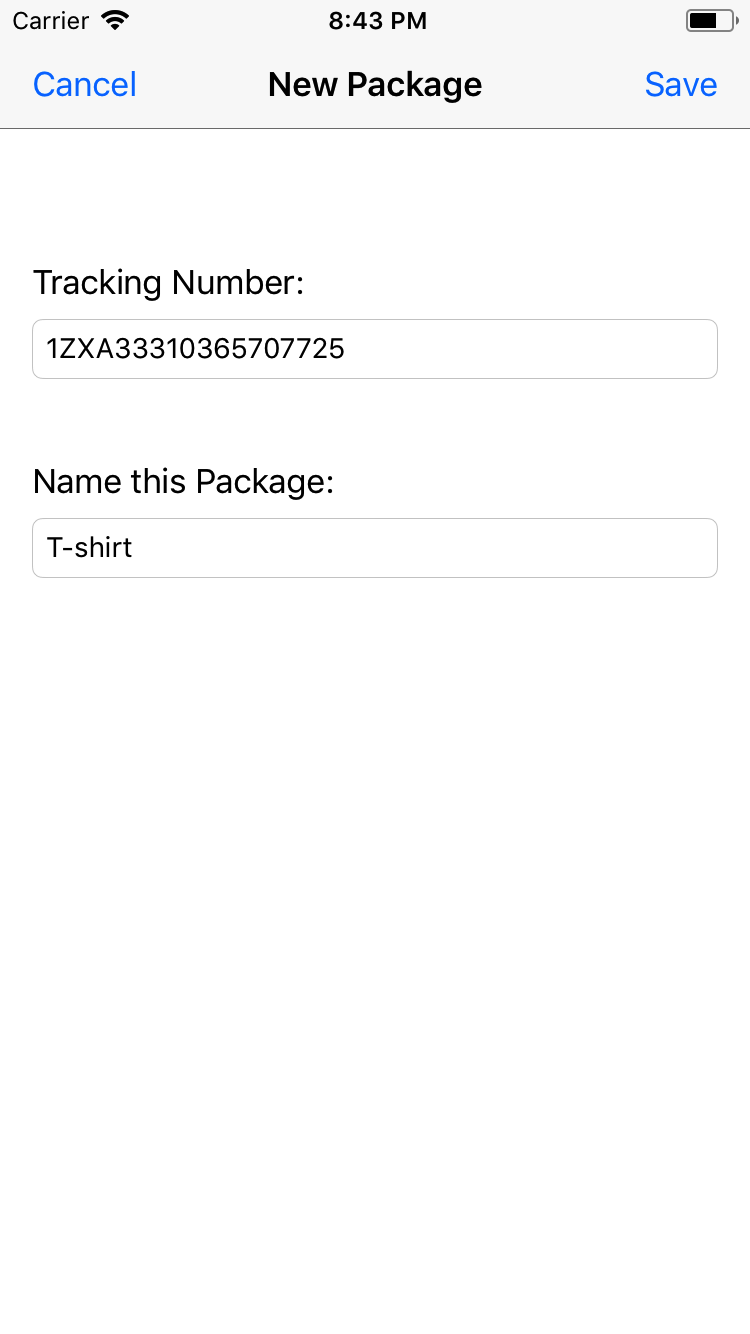 Carrier 8:43 PM
Cancel New Package Save
Tracking Number:
1ZXA33310365707725
Name this Package:
T-shirt